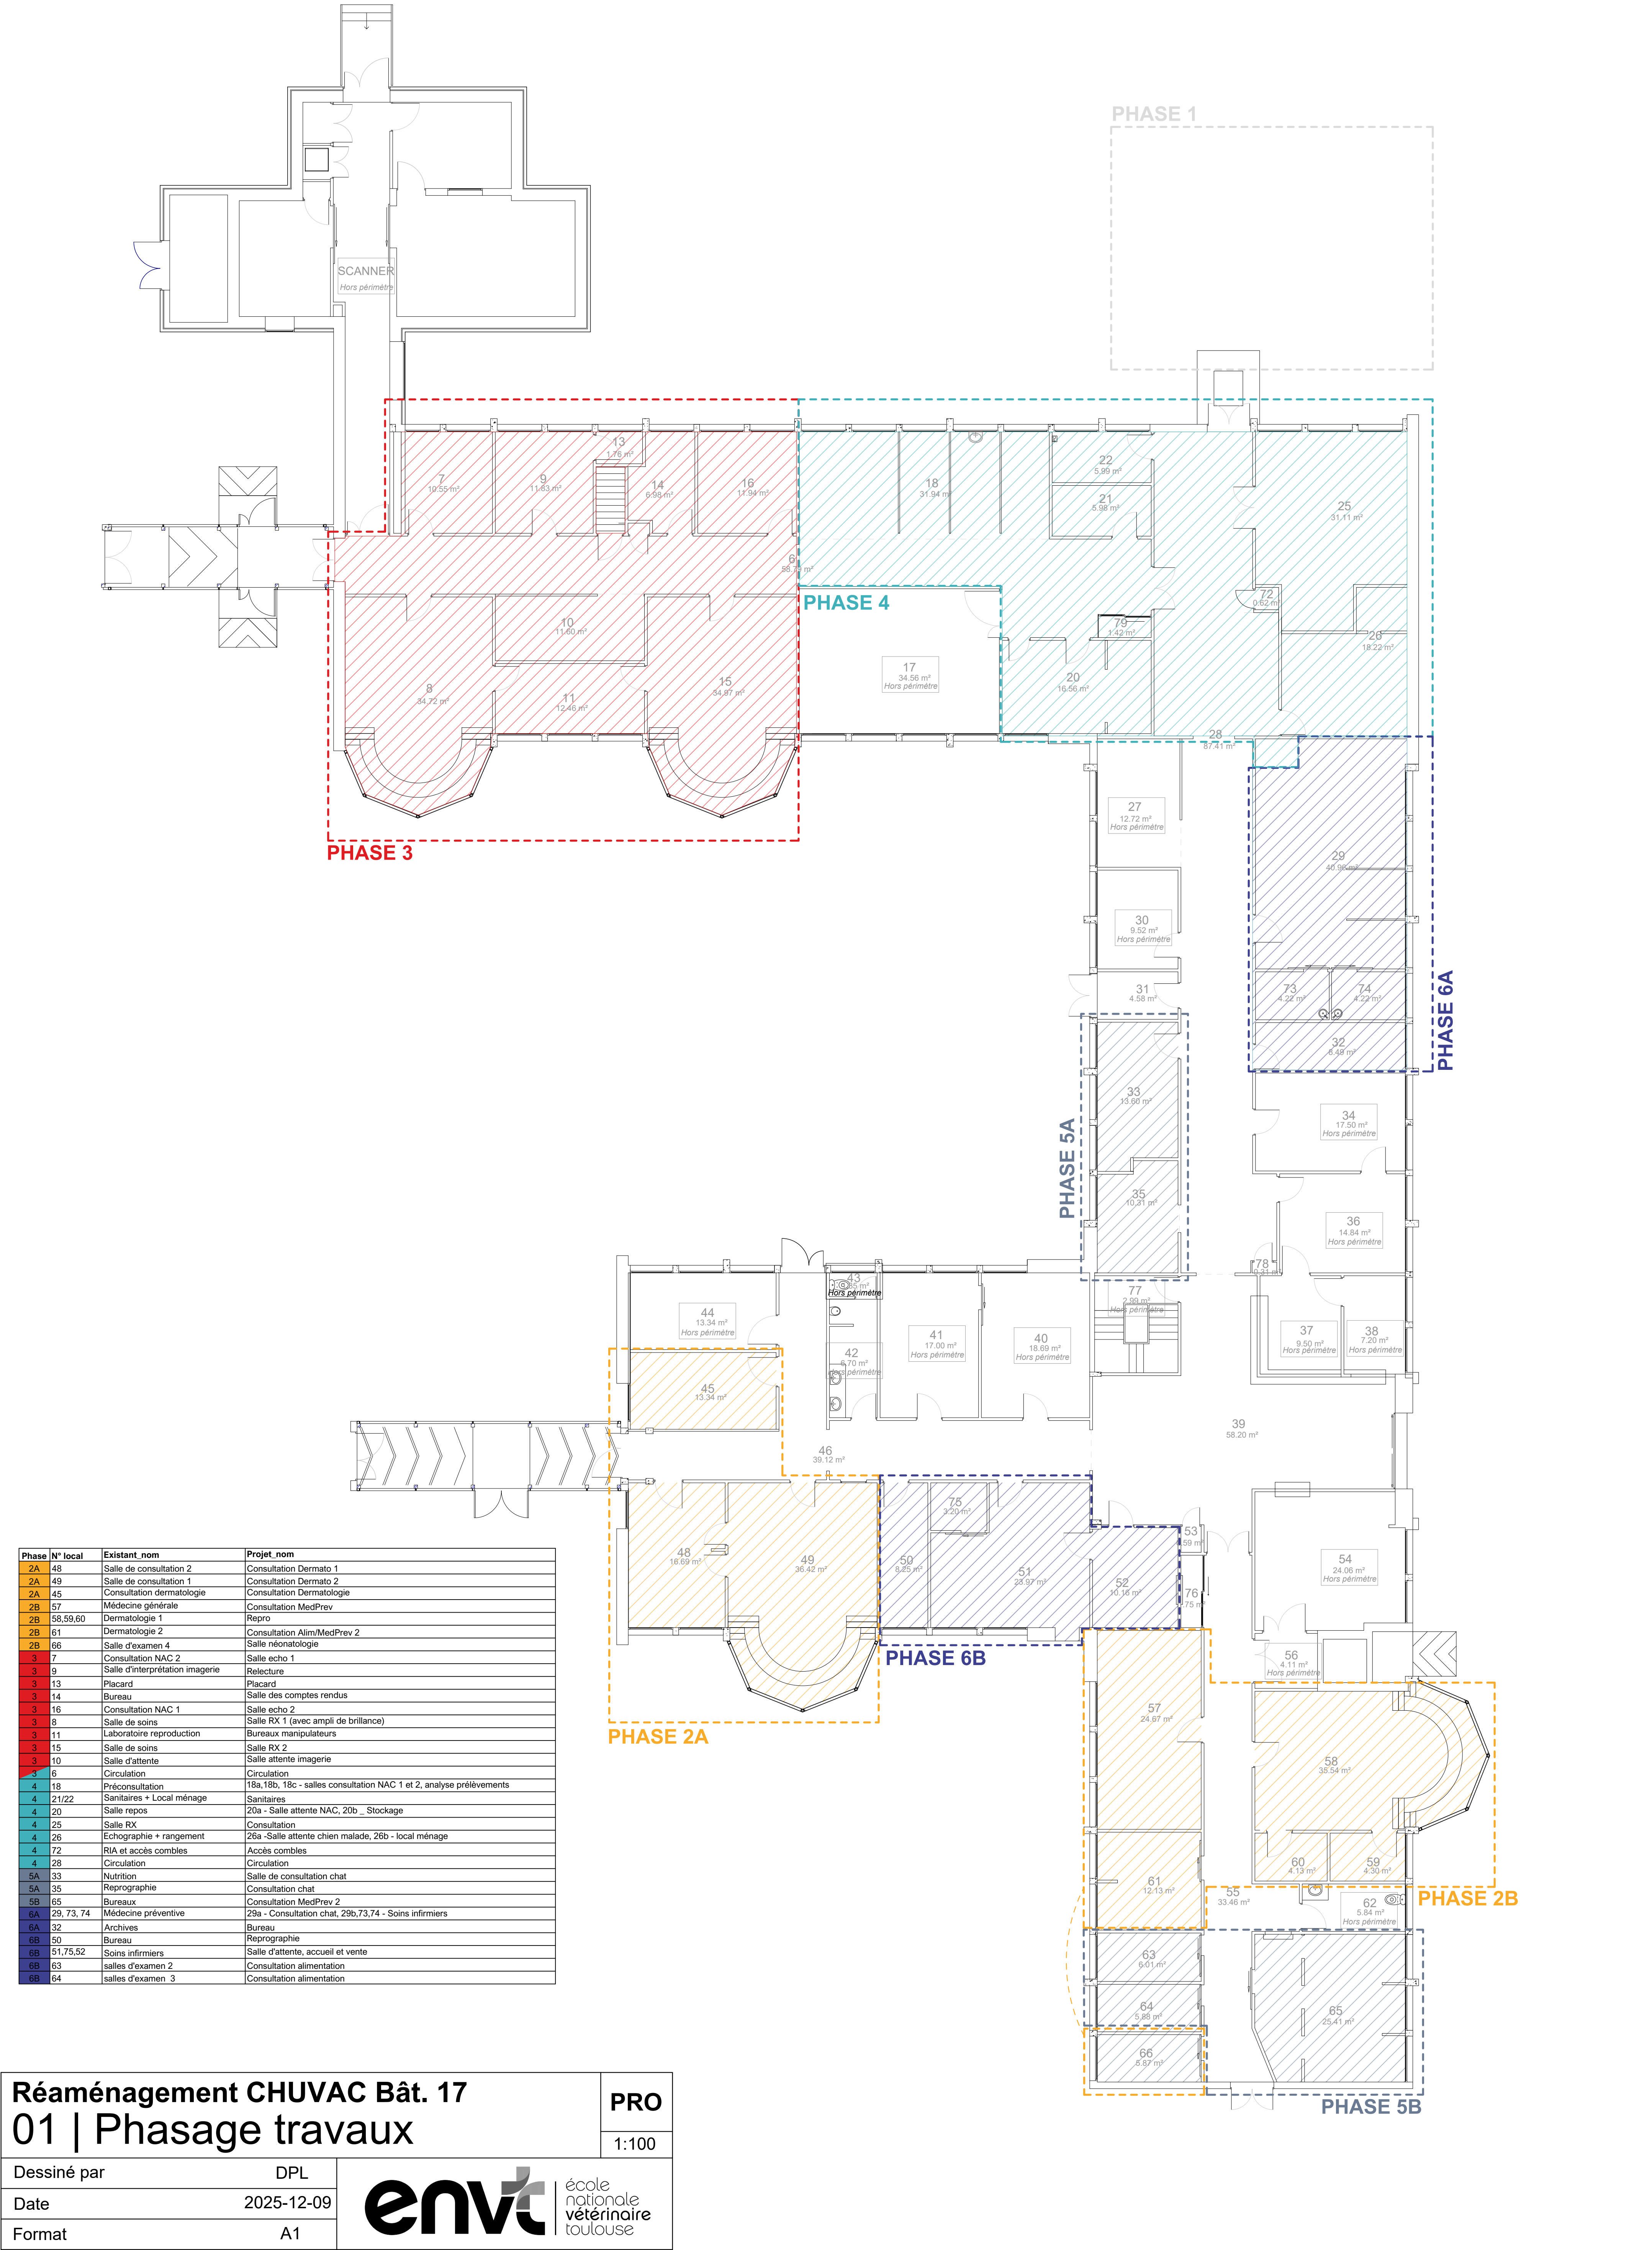 PHASE 1
SCANNER
Hors périmètre
13
1.76 m²
7
10.55 m²
9
11.83 m²
14
6.98 m²
16
11.94 m²
18
31.94 m²
22
5.99 m²
21
5.98 m²
25
31.11 m²
6
PHASE 4
72
0.62 m²
79
1.42 m²
10
11.60 m²
26
18.22 m²
17
34.56 m²
Hors périmètre
20
16.56 m²
8
34.72 m²
11
12.46 m²
15
34.97 m²
28
87.41 m²
27
12.72 m²
Hors périmètre
PHASE 3
29
40.98 m²
30
9.52 m²
Hors périmètre
31
4.58 m²
73
4.22 m²
74
4.22 m²
PHASE 6A
32
8.49 m²
33
13.60 m²
34
17.50 m²
Hors périmètre
PHASE 5A
35
10.31 m²
36
14.84 m²
Hors périmètre
78
43
Hors périmètre
77
2.99 m²
Hors périmètre
44
13.34 m²
Hors périmètre
42
6.70 m²
Hors périmètre
41
17.00 m²
Hors périmètre
40
18.69 m²
Hors périmètre
37
9.50 m²
Hors périmètre
38
7.20 m²
Hors périmètre
45
13.34 m²
39
58.20 m²
46
39.12 m²
75
3.20 m²
53
48
16.69 m²
49
36.42 m²
50
8.25 m²
51
23.97 m²
52
10.18 m²
54
24.06 m²
Hors périmètre
76
56
4.11 m²
Hors périmètre
PHASE 6B
57
24.67 m²
PHASE 2A
58
35.54 m²
61
12.13 m²
60
4.13 m²
59
4.30 m²
55
33.46 m²
62
5.84 m²
Hors périmètre
PHASE 2B
63
6.01 m²
64
5.88 m²
65
25.41 m²
66
5.87 m²
PHASE 5B
Phase N° local Existant_nom Projet_nom
2A 48 Salle de consultation 2 Consultation Dermato 1
2A 49 Salle de consultation 1 Consultation Dermato 2
2A 45 Consultation dermatologie Consultation Dermatologie
2B 57 Médecine générale Consultation MedPrev
2B 58,59,60 Dermatologie 1 Repro
2B 61 Dermatologie 2 Consultation Alim/MedPrev 2
2B 66 Salle d'examen 4 Salle néonatologie
3 7 Consultation NAC 2 Salle echo 1
3 9 Salle d'interprétation imagerie Relecture
3 13 Placard Placard
3 14 Bureau Salle des comptes rendus
3 16 Consultation NAC 1 Salle echo 2
3 8 Salle de soins Salle RX 1 (avec ampli de brillance)
3 11 Laboratoire reproduction Bureaux manipulateurs
3 15 Salle de soins Salle RX 2
3 10 Salle d'attente Salle attente imagerie
3 6 Circulation Circulation
4 18 Préconsultation 18a,18b, 18c - salles consultation NAC 1 et 2, analyse prélèvements
4 21/22 Sanitaires + Local ménage Sanitaires
4 20 Salle repos 20a - Salle attente NAC, 20b _ Stockage
4 25 Salle RX Consultation
4 26 Echographie + rangement 26a -Salle attente chien malade, 26b - local ménage
4 72 RIA et accès combles Accès combles
4 28 Circulation Circulation
5A 33 Nutrition Salle de consultation chat
5A 35 Reprographie Consultation chat
5B 65 Bureaux Consultation MedPrev 2
6A 29, 73, 74 Médecine préventive 29a - Consultation chat, 29b,73,74 - Soins infirmiers
6A 32 Archives Bureau
6B 50 Bureau Reprographie
6B 51,75,52 Soins infirmiers Salle d'attente, accueil et vente
6B 63 salles d'examen 2 Consultation alimentation
6B 64 salles d'examen 3 Consultation alimentation
Réaménagement CHUVAC Bât. 17
01 | Phasage travaux
PRO
1:100
Dessiné par DPL
Date 2025-12-09
Format A1
envt
école
nationale
vétérinaire
toulouse